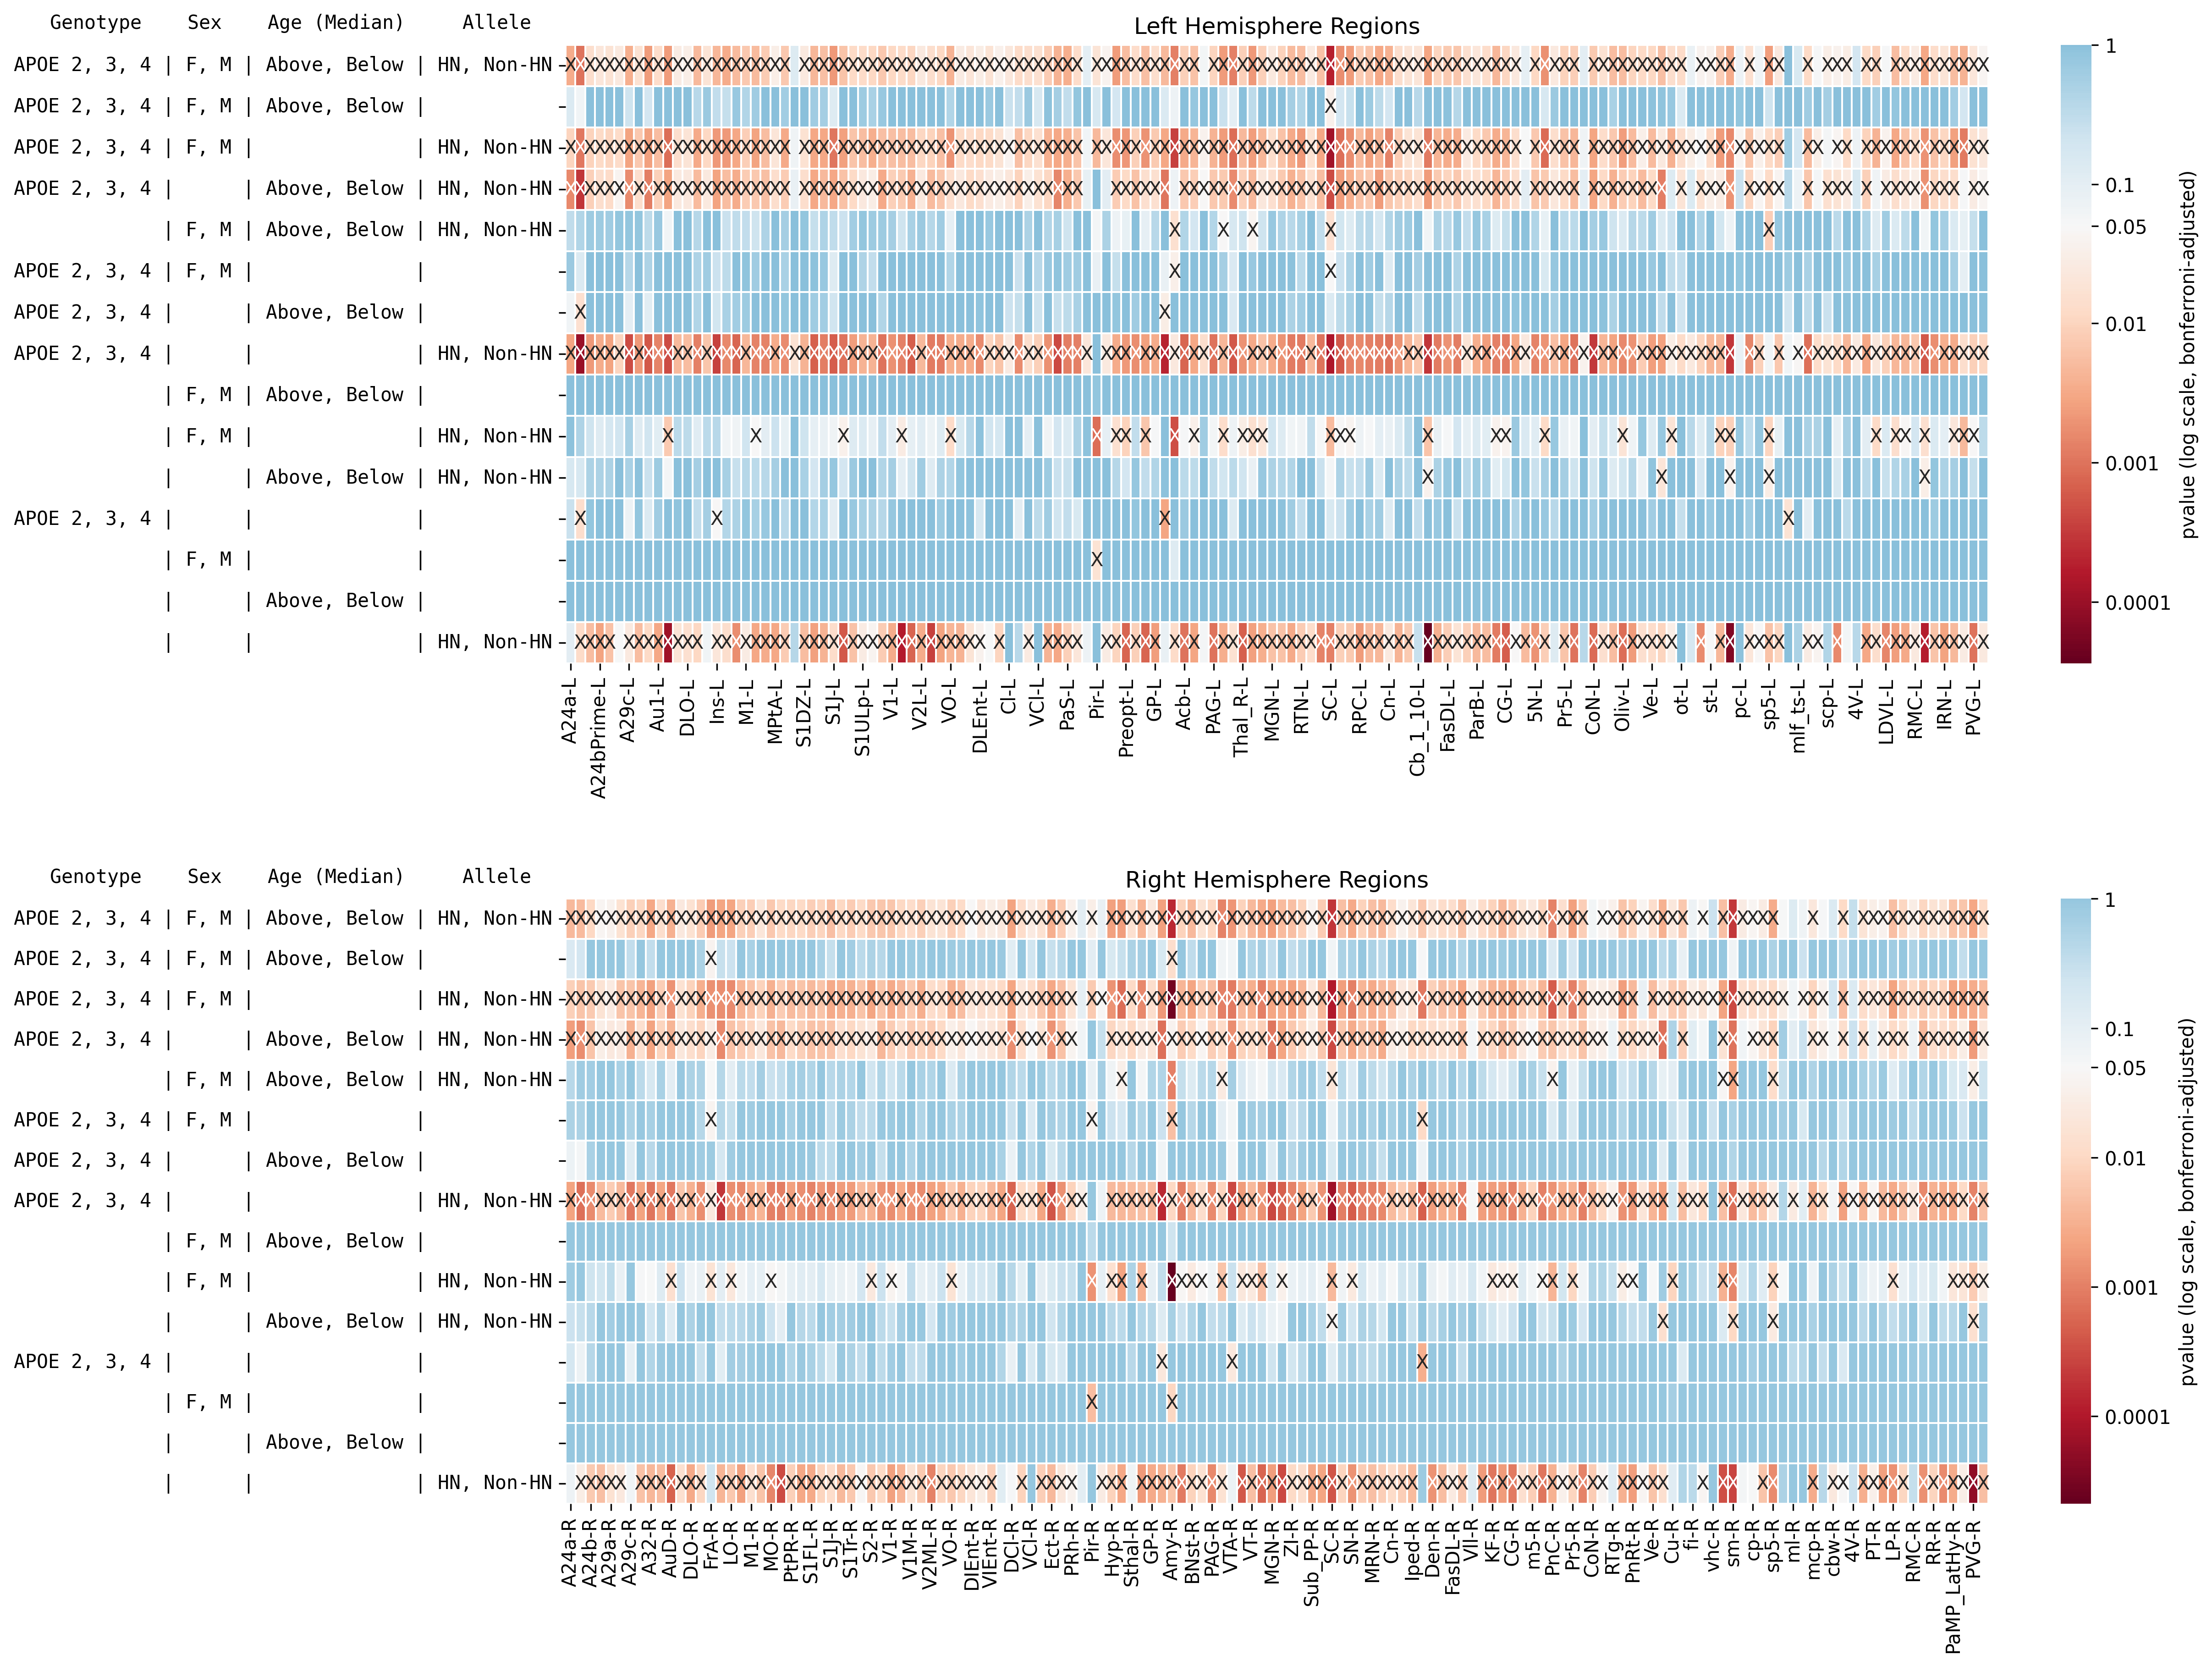 Genotype Sex Age (Median) Allele
Left Hemisphere Regions
APOE 2, 3, 4 | F, M | Above, Below | HN, Non-HN
APOE 2, 3, 4 | F, M | Above, Below |
APOE 2, 3, 4 | F, M | | HN, Non-HN
APOE 2, 3, 4 | | Above, Below | HN, Non-HN
| F, M | Above, Below | HN, Non-HN
APOE 2, 3, 4 | F, M | |
APOE 2, 3, 4 | | Above, Below |
APOE 2, 3, 4 | | | HN, Non-HN
| F, M | Above, Below |
| F, M | | HN, Non-HN
| | Above, Below | HN, Non-HN
APOE 2, 3, 4 | | |
| F, M | |
| | Above, Below |
| | | HN, Non-HN
A24a-L A24bPrime-L A29c-L Au1-L DLO-L Ins-L M1-L MPtA-L S1DZ-L S1J-L S1ULp-L V1-L V2L-L VO-L DLEnt-L Cl-L VCl-L PaS-L Pir-L Preopt-L GP-L Acb-L PAG-L Thal_R-L MGN-L RTN-L SC-L RPC-L Cn-L Cb_1_10-L FasDL-L ParB-L CG-L 5N-L Pr5-L CoN-L Oliv-L Ve-L ot-L st-L pc-L sp5-L mlf_ts-L scp-L 4V-L LDVL-L RMC-L IRN-L PVG-L
1
0.1
0.05
0.01
0.001
0.0001
pvalue (log scale, bonferroni-adjusted)
Genotype Sex Age (Median) Allele
Right Hemisphere Regions
APOE 2, 3, 4 | F, M | Above, Below | HN, Non-HN
APOE 2, 3, 4 | F, M | Above, Below |
APOE 2, 3, 4 | F, M | | HN, Non-HN
APOE 2, 3, 4 | | Above, Below | HN, Non-HN
| F, M | Above, Below | HN, Non-HN
APOE 2, 3, 4 | F, M | |
APOE 2, 3, 4 | | Above, Below |
APOE 2, 3, 4 | | | HN, Non-HN
| F, M | Above, Below |
| F, M | | HN, Non-HN
| | Above, Below | HN, Non-HN
APOE 2, 3, 4 | | |
| F, M | |
| | Above, Below |
| | | HN, Non-HN
A24a-R A24b-R A29a-R A29c-R A32-R AuD-R DLO-R FrA-R LO-R M1-R MO-R PtPR-R S1FL-R S1J-R S1Tr-R S2-R V1-R V1M-R V2ML-R VO-R DIEnt-R VIEnt-R DCl-R VCl-R Ect-R PRh-R Pir-R Hyp-R Sthal-R GP-R Amy-R BNst-R PAG-R VTA-R VT-R MGN-R ZI-R Sub_PP-R SC-R SN-R MRN-R Cn-R Iped-R Den-R FasDL-R VII-R KF-R CG-R m5-R PnC-R Pr5-R CoN-R RTg-R PnRt-R Ve-R Cu-R fi-R vhc-R sm-R cp-R sp5-R ml-R mcp-R cbw-R 4V-R PT-R LP-R RMC-R RR-R PaMP_LatHy-R PVG-R
1
0.1
0.05
0.01
0.001
0.0001
pvalue (log scale, bonferroni-adjusted)